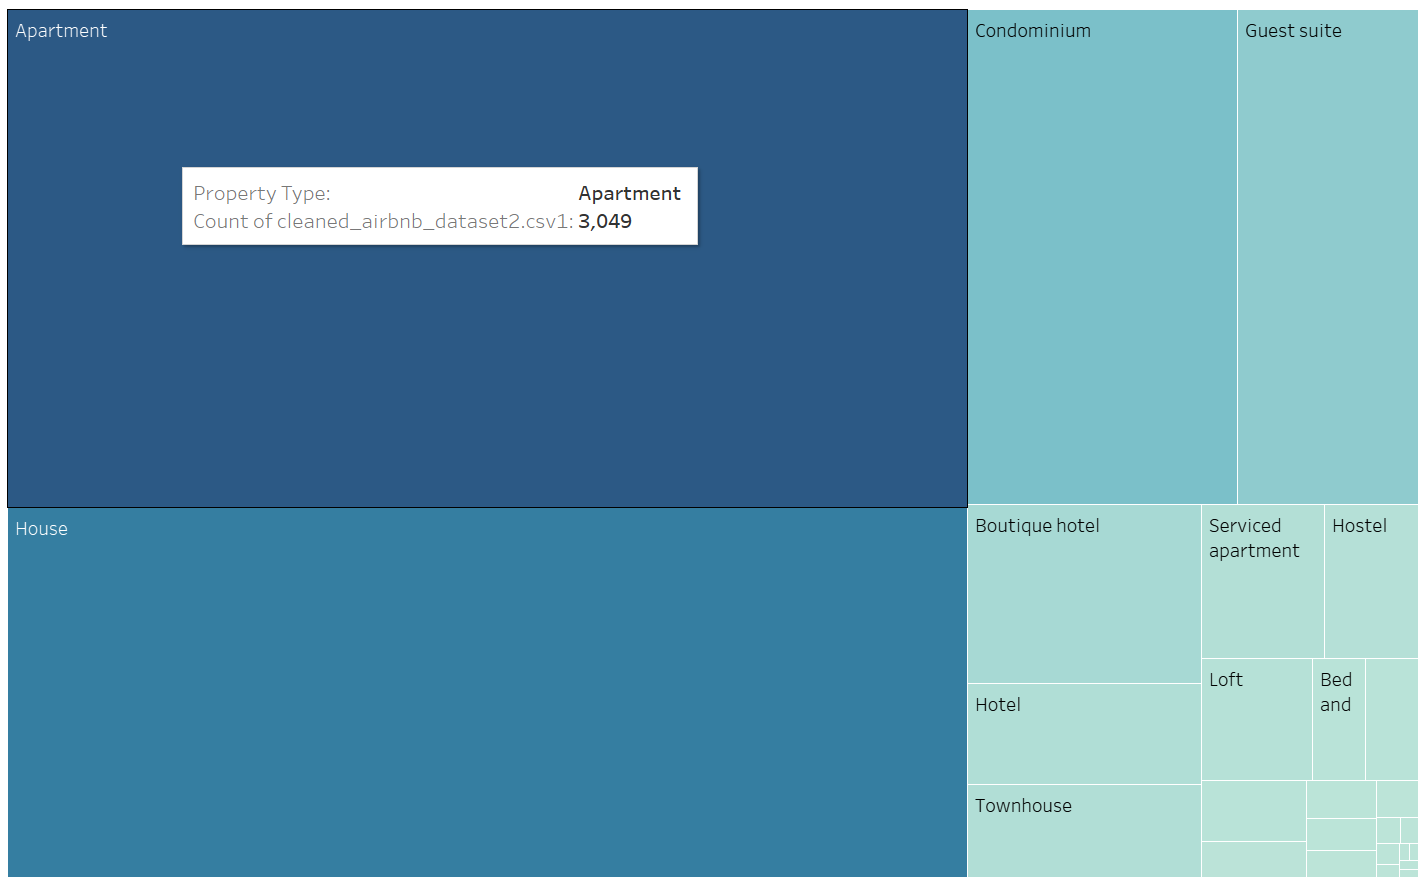 Apartment
Condominium
Guest suite
Property Type: Apartment
Count of cleaned_airbnb_dataset2.csv1: 3,049
House
Boutique hotel
Serviced
apartment
Hostel
Hotel
Loft
Bed
and
Townhouse